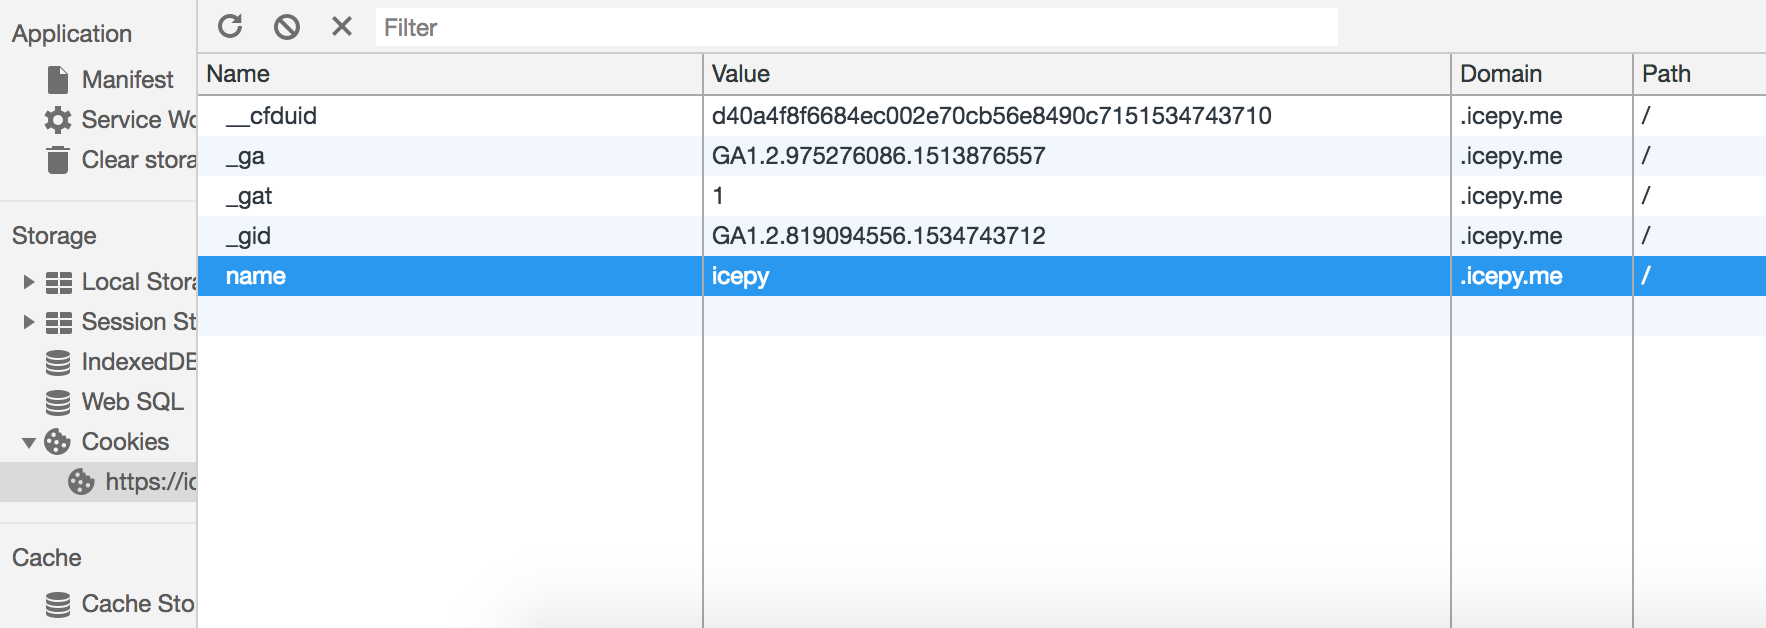 Application
Manifest
Service Wo
Clear stora
Storage
Local Stora
Session St
IndexedDB
Web SQL
Cookies
https://ic
Cache
Cache Sto
Filter
Name Value Domain Path
__cfduid d40a4f8f6684ec002e70cb56e8490c7151534743710 .icepy.me /
_ga GA1.2.975276086.1513876557 .icepy.me /
_gat 1 .icepy.me /
_gid GA1.2.819094556.1534743712 .icepy.me /
name icepy .icepy.me /